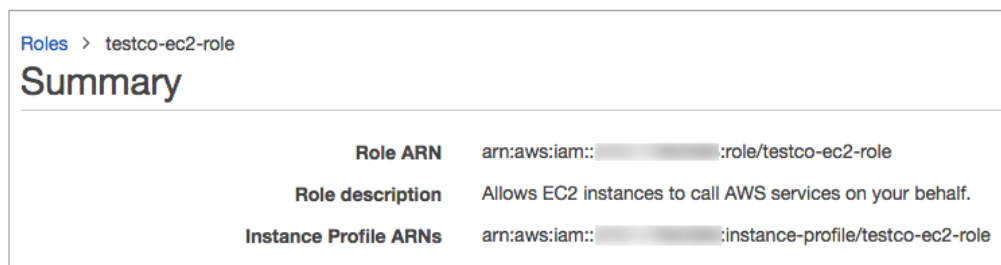 Roles > testco-ec2-role
Summary
Role ARN arn:aws:iam:: :role/testco-ec2-role
Role description Allows EC2 instances to call AWS services on your behalf.
Instance Profile ARNs arn:aws:iam:: :instance-profile/testco-ec2-role